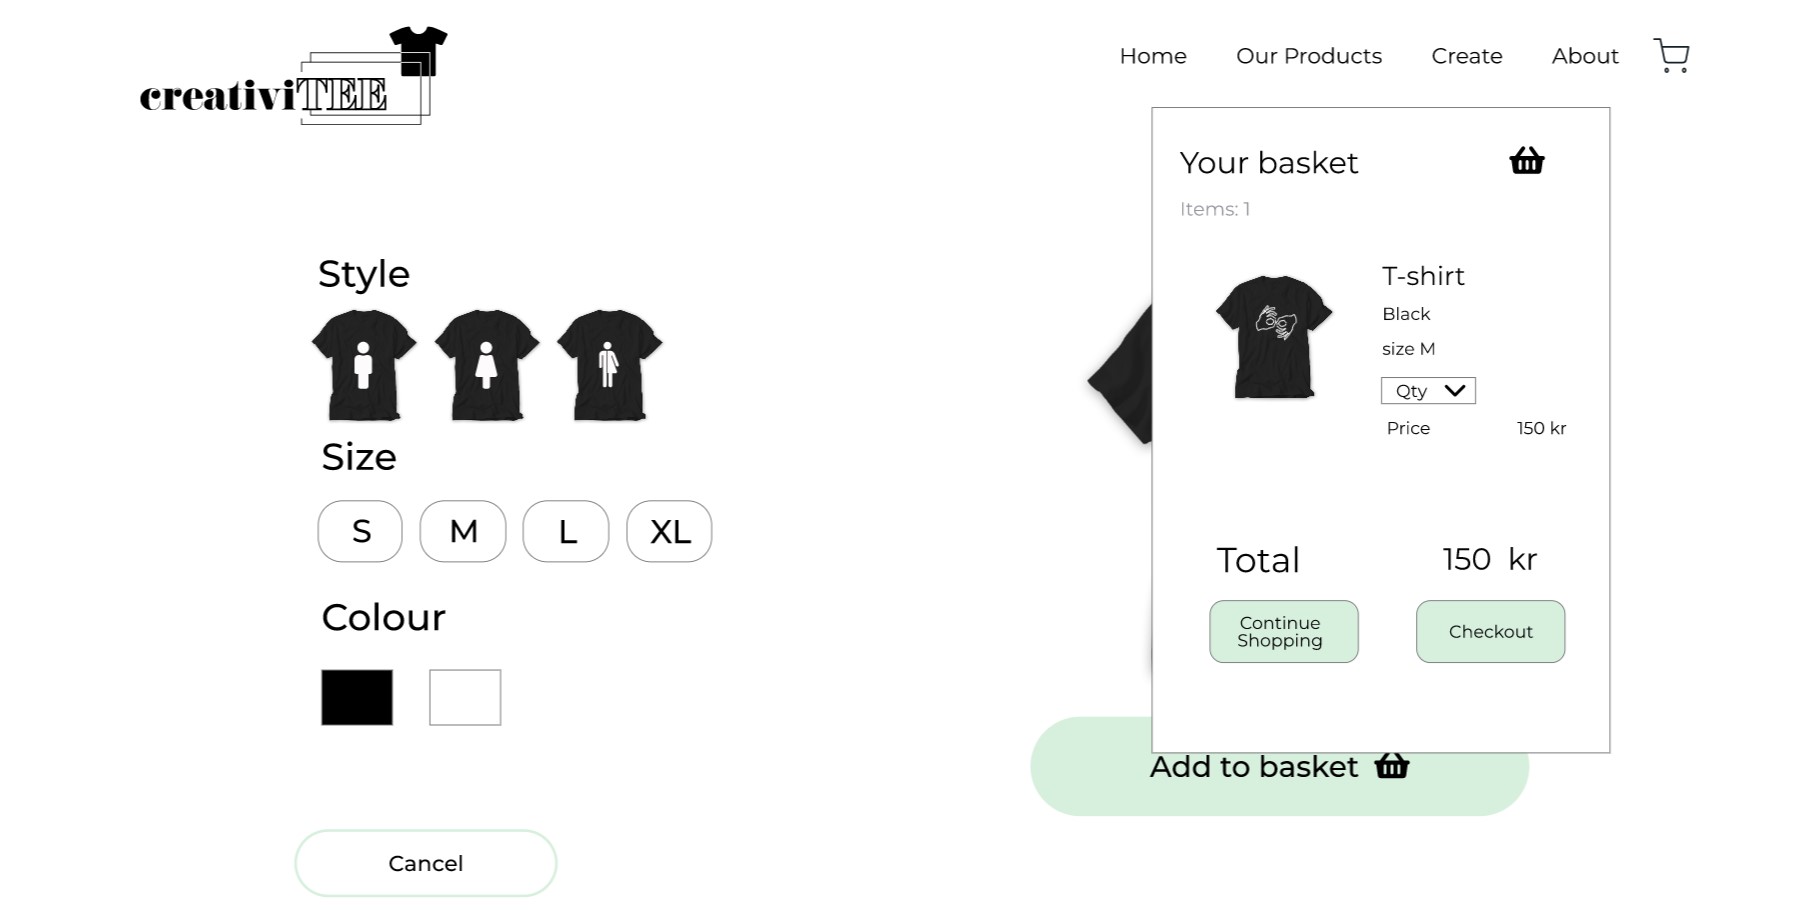 creativiTEE
Home Our Products Create About
Your basket
Items: 1
T-shirt
Black
size M
Qty
Price 150 kr
Total 150 kr
Continue
Shopping
Checkout
Style
Size
S M L XL
Colour
Add to basket
Cancel